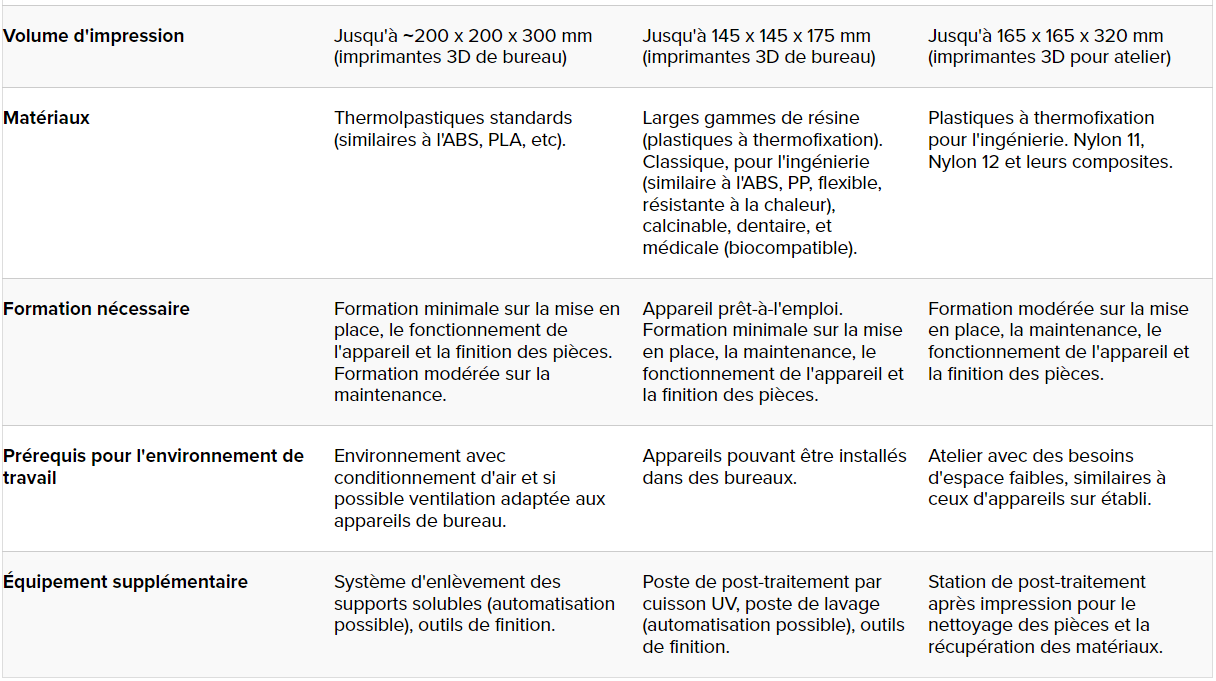 Volume d'impression
Jusqu'à ~200 x 200 x 300 mm
(imprimantes 3D de bureau)
Jusqu'à 145 x 145 x 175 mm
(imprimantes 3D de bureau)
Jusqu'à 165 x 165 x 320 mm
(imprimantes 3D pour atelier)
Matériaux
Thermolpastiques standards
(similaires à l'ABS, PLA, etc).
Larges gammes de résine
(plastiques à thermofixation).
Classique, pour l'ingénierie
(similaire à l'ABS, PP, flexible,
résistante à la chaleur),
calcinable, dentaire, et
médicale (biocompatible).
Plastiques à thermofixation
pour l'ingénierie. Nylon 11,
Nylon 12 et leurs composites.
Formation nécessaire
Formation minimale sur la mise en
place, le fonctionnement de
l'appareil et la finition des pièces.
Formation modérée sur la
maintenance.
Appareil prêt-à-l'emploi.
Formation minimale sur la mise
en place, la maintenance, le
fonctionnement de l'appareil et
la finition des pièces.
Formation modérée sur la mise
en place, la maintenance, le
fonctionnement de l'appareil et
la finition des pièces.
Prérequis pour l'environnement de
travail
Environnement avec
conditionnement d'air et si
possible ventilation adaptée aux
appareils de bureau.
Appareils pouvant être installés
dans des bureaux.
Atelier avec des besoins
d'espace faibles, similaires à
ceux d'appareils sur établi.
Équipement supplémentaire
Système d'enlèvement des
supports solubles (automatisation
possible), outils de finition.
Poste de post-traitement par
cuisson UV, poste de lavage
(automatisation possible), outils
de finition.
Station de post-traitement
après impression pour le
nettoyage des pièces et la
récupération des matériaux.